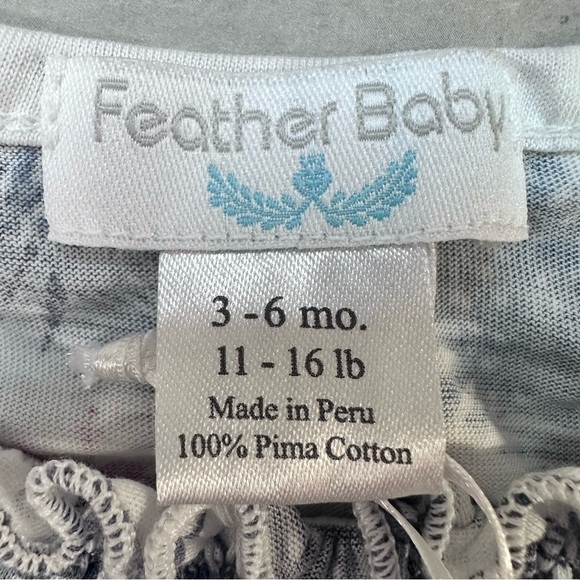 Feather Baby
3 - 6 mo.
11 - 16 lb
Made in Peru
100% Pima Cotton